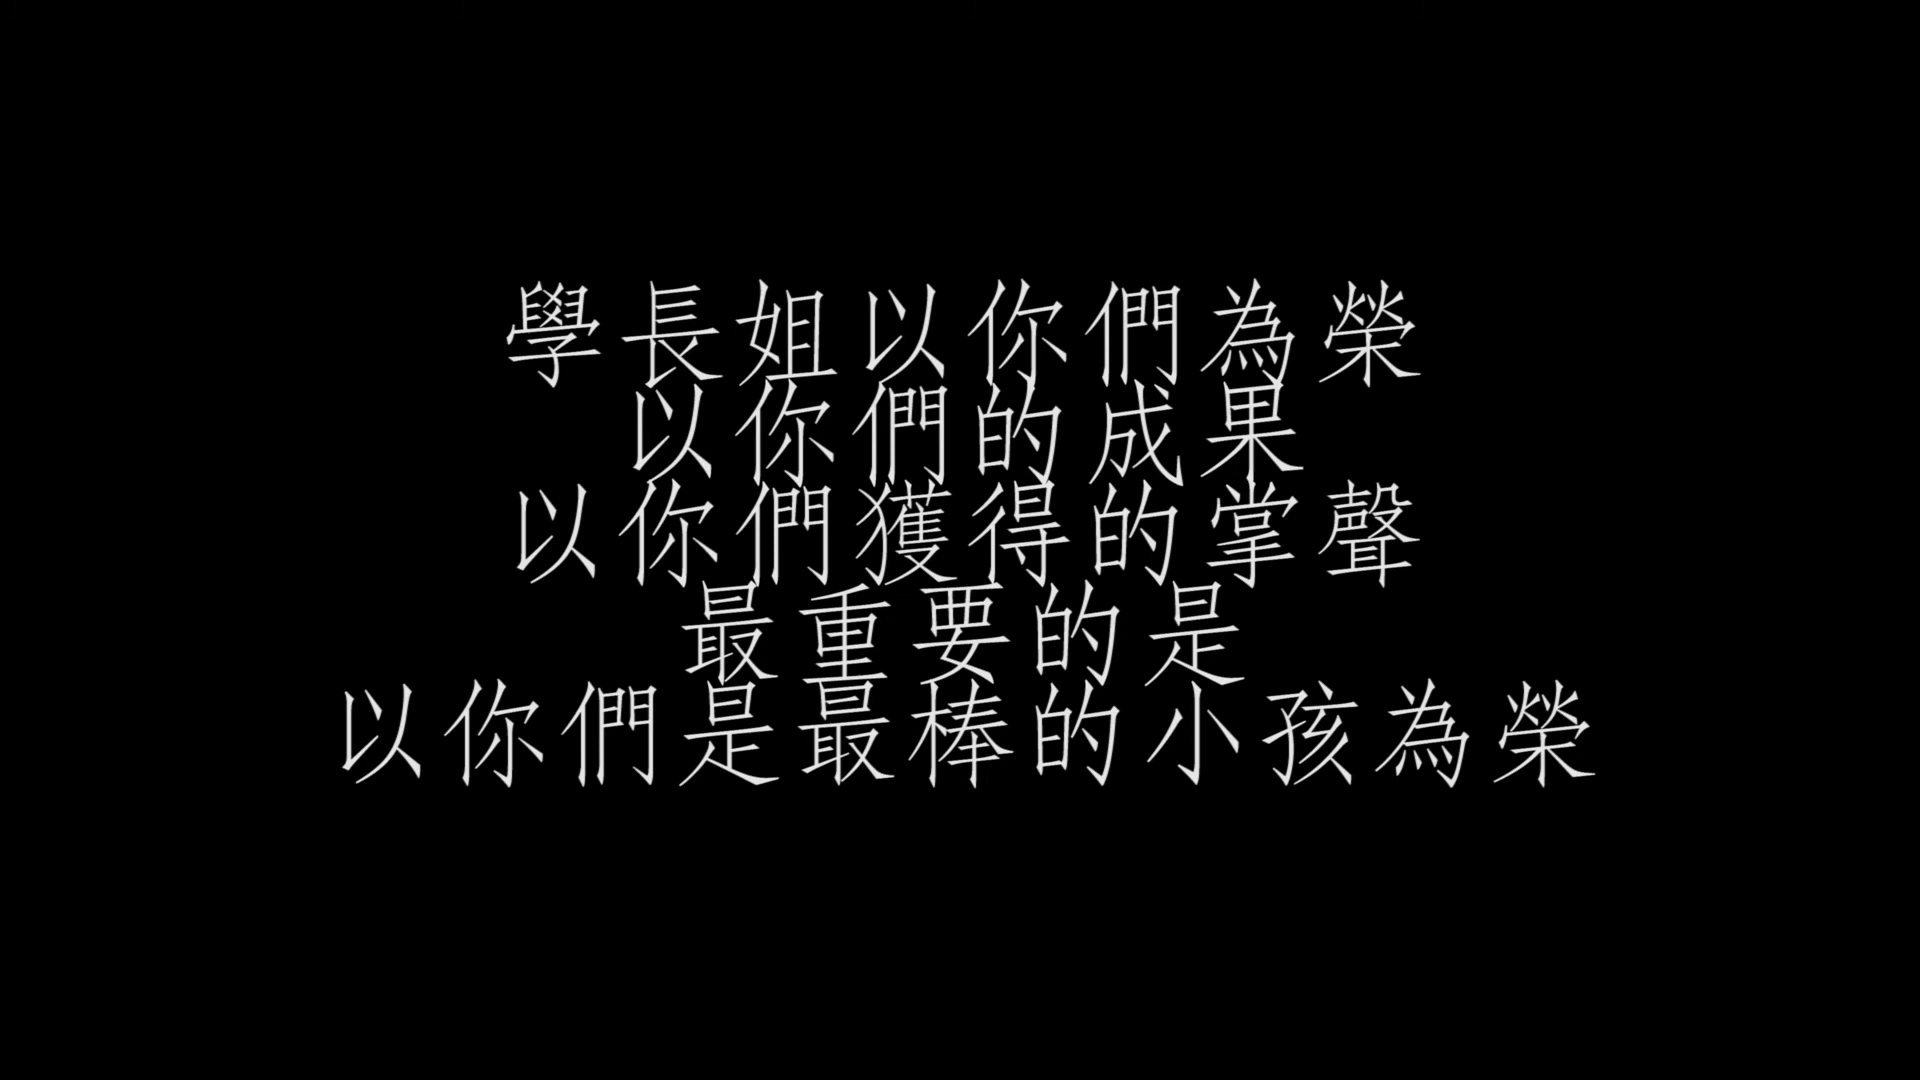 學長姐以你們為榮
以你們的成果
以你們獲得的掌聲
最重要的是
以你們是最棒的小孩為榮